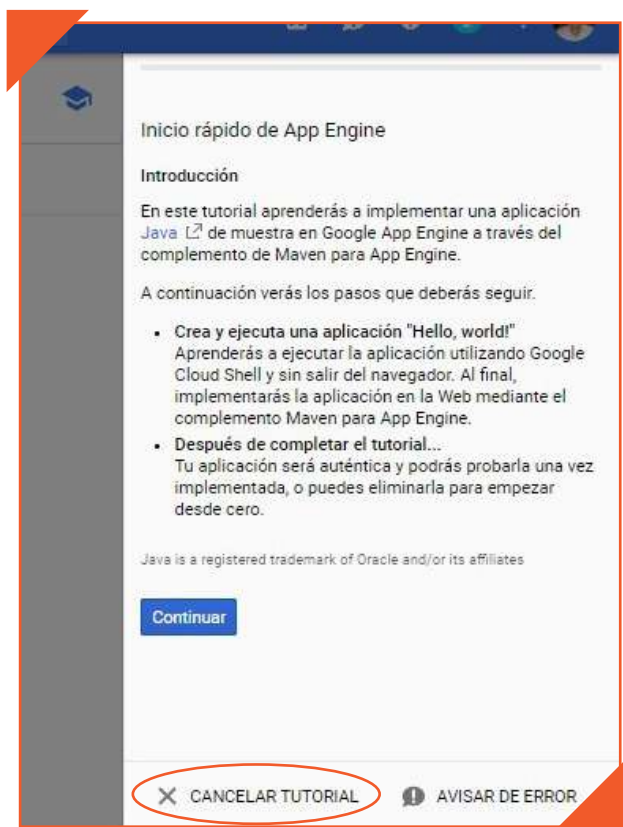 Inicio rápido de App Engine
Introducción
En este tutorial aprenderás a implementar una aplicación
Java de muestra en Google App Engine a través del
complemento de Maven para App Engine.
A continuación verás los pasos que deberás seguir.
• Crea y ejecuta una aplicación "Hello, world!"
Aprenderás a ejecutar la aplicación utilizando Google
Cloud Shell y sin salir del navegador. Al final,
implementarás la aplicación en la Web mediante el
complemento Maven para App Engine.
• Después de completar el tutorial...
Tu aplicación será auténtica y podrás probarla una vez
implementada, o puedes eliminarla para empezar
desde cero.
Java is a registered trademark of Oracle and/or its affiliates
Continuar
CANCELAR TUTORIAL AVISAR DE ERROR